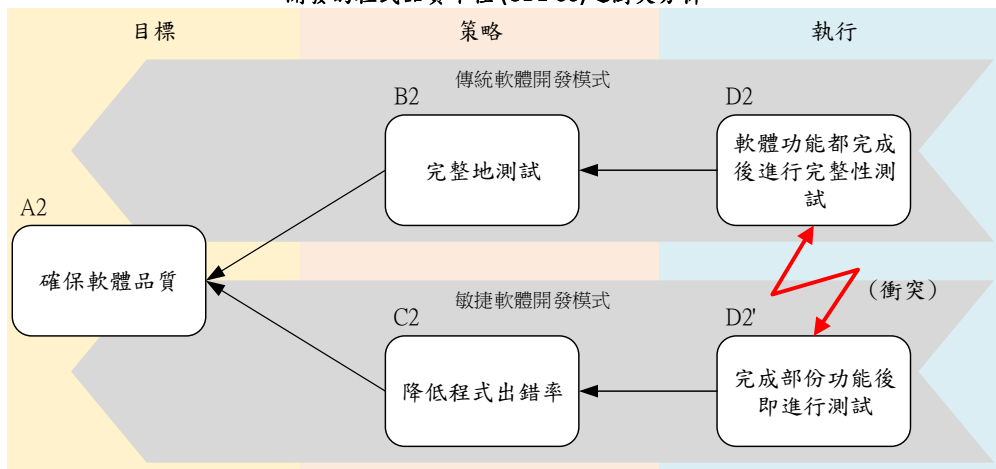 目標
策略
執行
傳統軟體開發模式
B2
D2
完整地測試
軟體功能都完成
後進行完整性測
試
A2
確保軟體品質
(衝突)
敏捷軟體開發模式
C2
D2'
降低程式出錯率
完成部份功能後
即進行測試